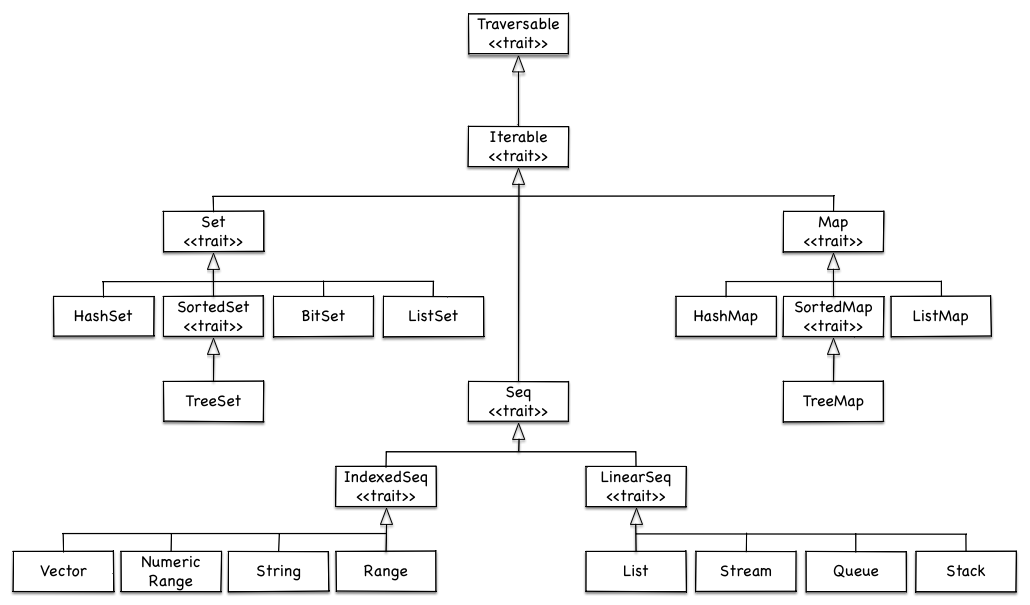 Traversable
<<trait>>
Iterable
<<trait>>
Set
<<trait>>
Map
<<trait>>
HashSet
SortedSet
<<trait>>
BitSet
ListSet
HashMap
SortedMap
<<trait>>
ListMap
TreeSet
Seq
<<trait>>
TreeMap
IndexedSeq
<<trait>>
LinearSeq
<<trait>>
Vector
Numeric
Range
String
Range
List
Stream
Queue
Stack